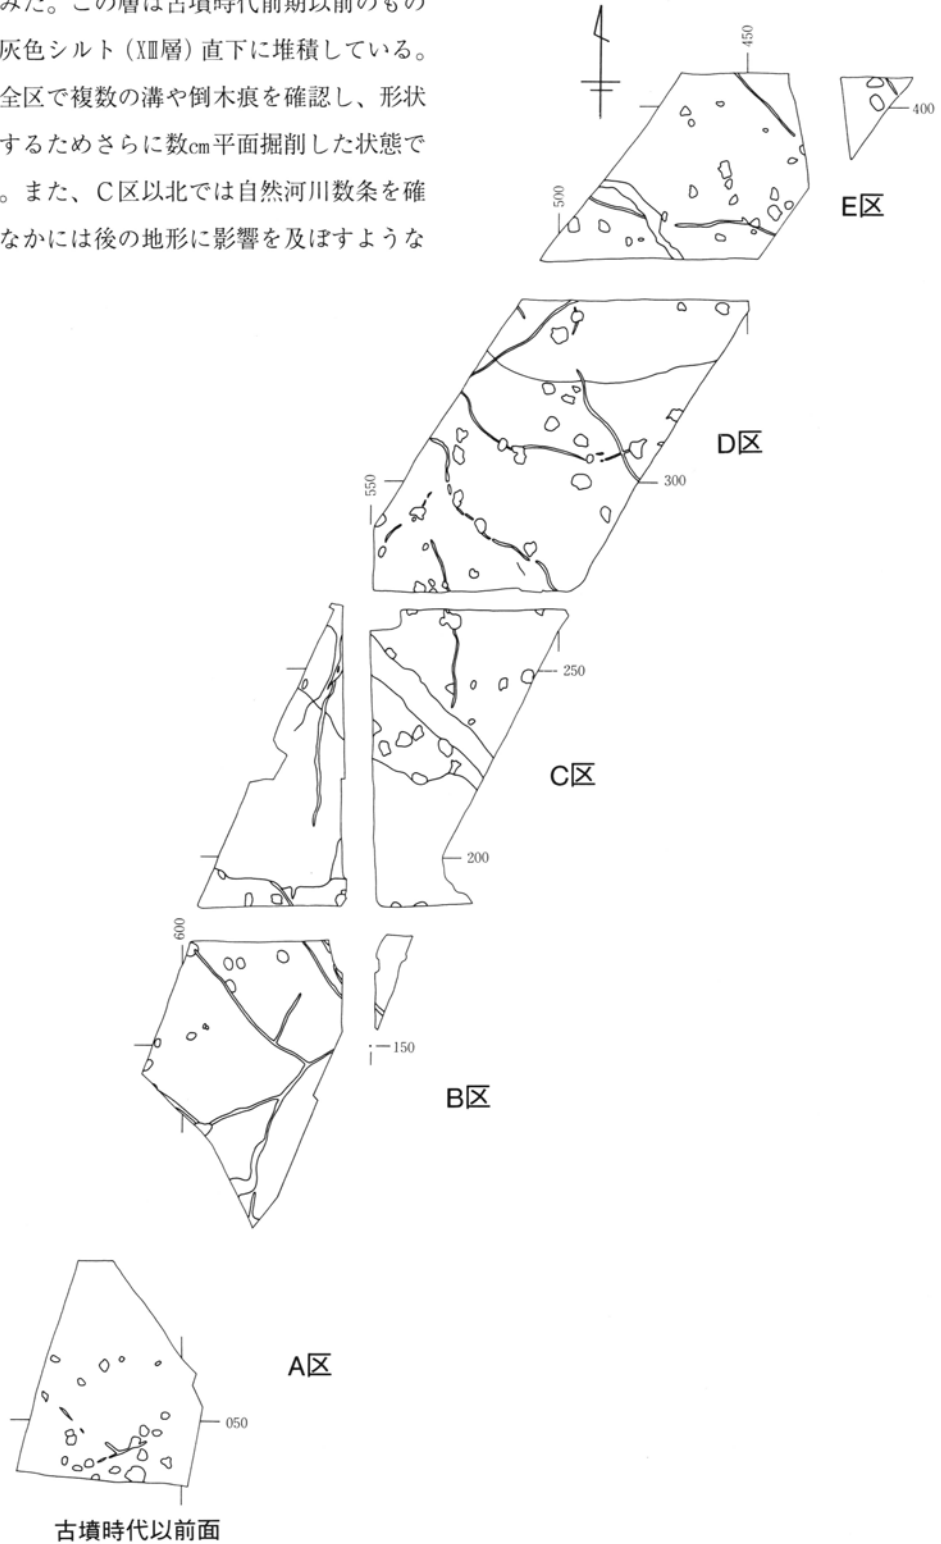 みた。この層は古墳時代前期以前のもの
灰色シルト（XⅢ層）直下に堆積している。
全区で複数の溝や倒木痕を確認し、形状
するためさらに数㎝平面掘削した状態で
。また、C区以北では自然河川数条を確
なかには後の地形に影響を及ぼすような
450
400
500
E区
D区
550
300
250
C区
200
600
150
B区
A区
050
古墳時代以前面